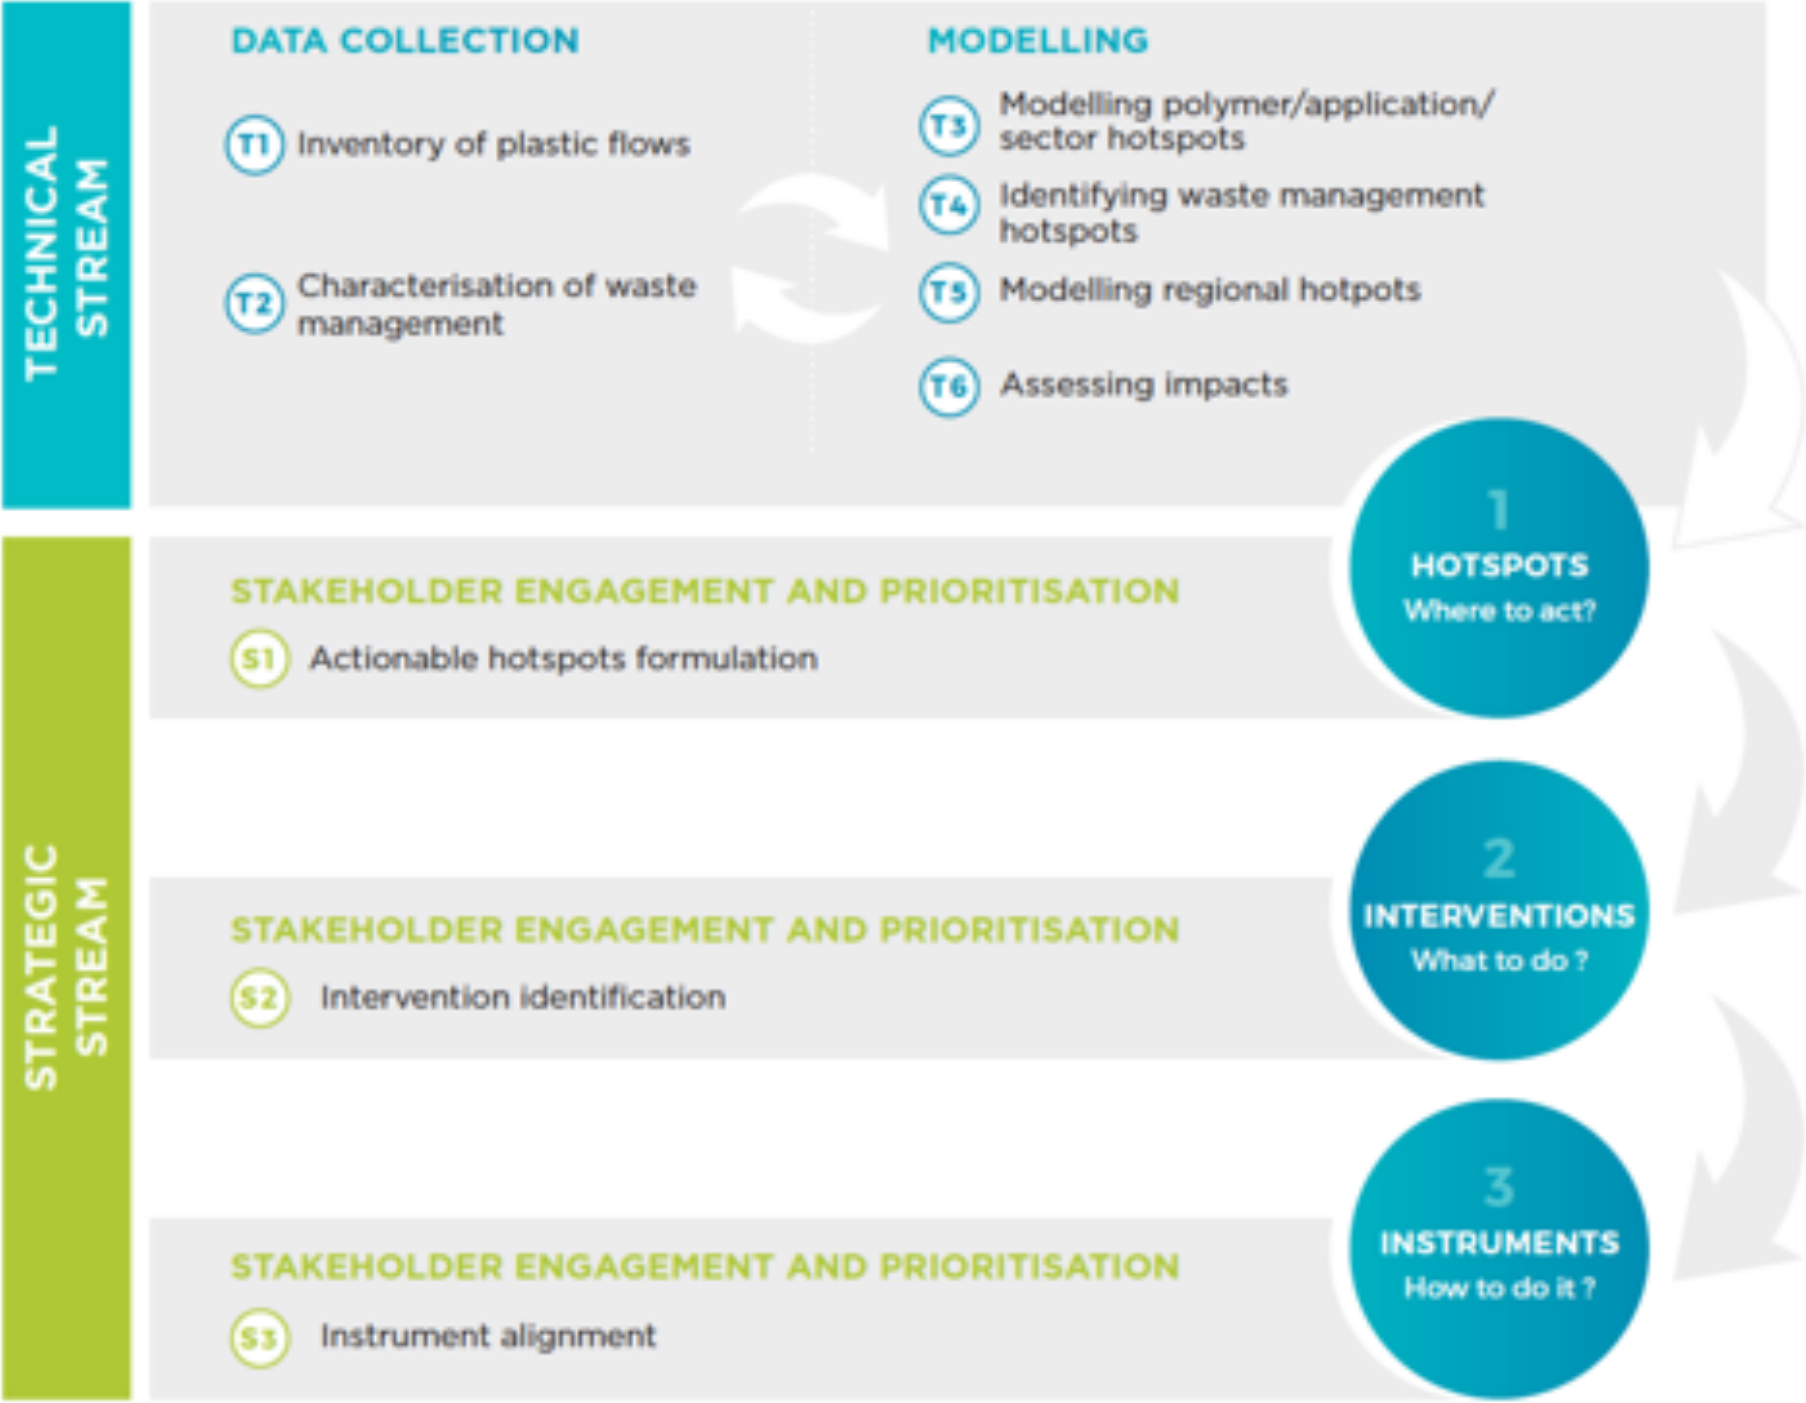 TECHNICAL
STREAM
DATA COLLECTION
T1 Inventory of plastic flows
T2 Characterisation of waste
management
MODELLING
T3 Modelling polymer/application/
sector hotspots
T4 Identifying waste management
hotspots
T5 Modelling regional hotpots
T6 Assessing impacts
1
HOTSPOTS
Where to act?
STRATEGIC
STREAM
STAKEHOLDER ENGAGEMENT AND PRIORITISATION
S1 Actionable hotspots formulation
2
INTERVENTIONS
What to do ?
STAKEHOLDER ENGAGEMENT AND PRIORITISATION
S2 Intervention identification
3
INSTRUMENTS
How to do it ?
STAKEHOLDER ENGAGEMENT AND PRIORITISATION
S3 Instrument alignment